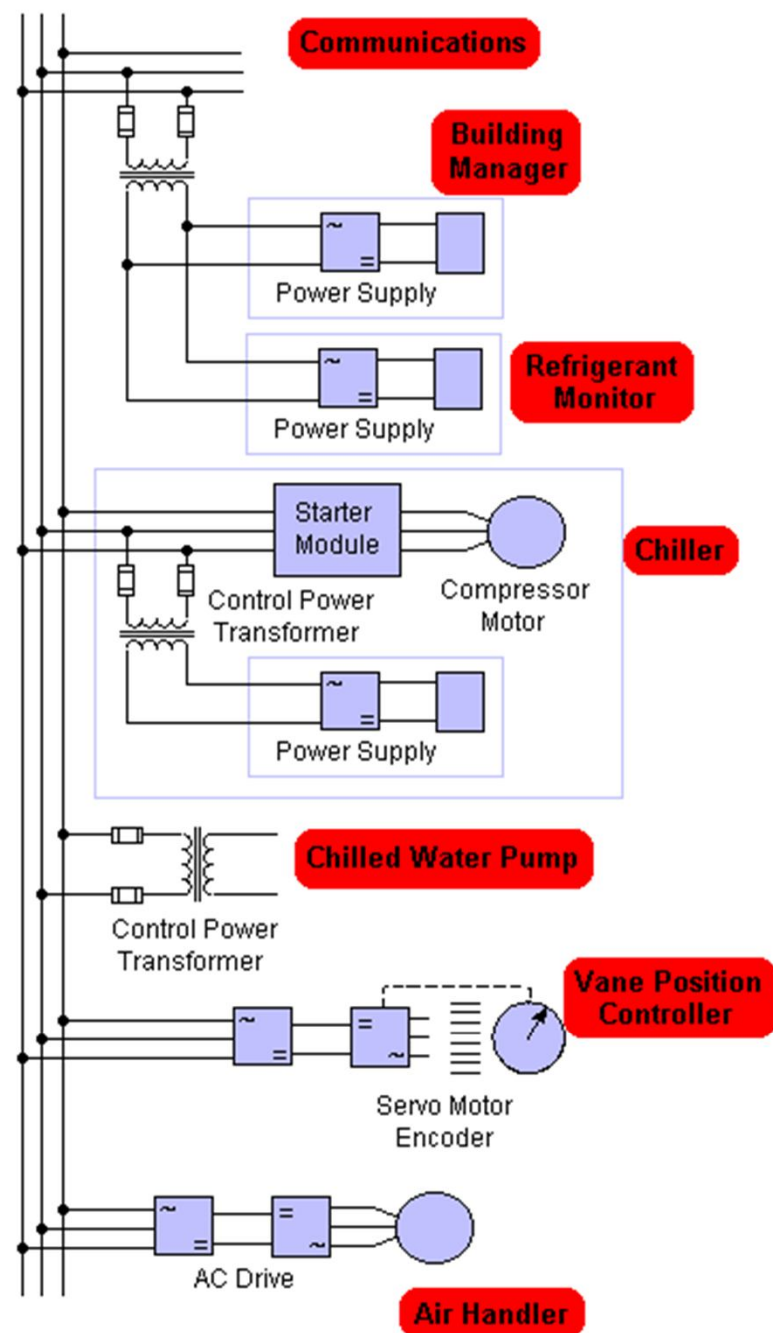 Communications
Building
Manager
~
=
Power Supply
Refrigerant
Monitor
~
=
Power Supply
Starter
Module
Chiller
Compressor
Motor
Control Power
Transformer
~
=
Power Supply
Chilled Water Pump
Control Power
Transformer
Vane Position
Controller
~
=
=
~
Servo Motor
Encoder
~
=
=
~
AC Drive
Air Handler